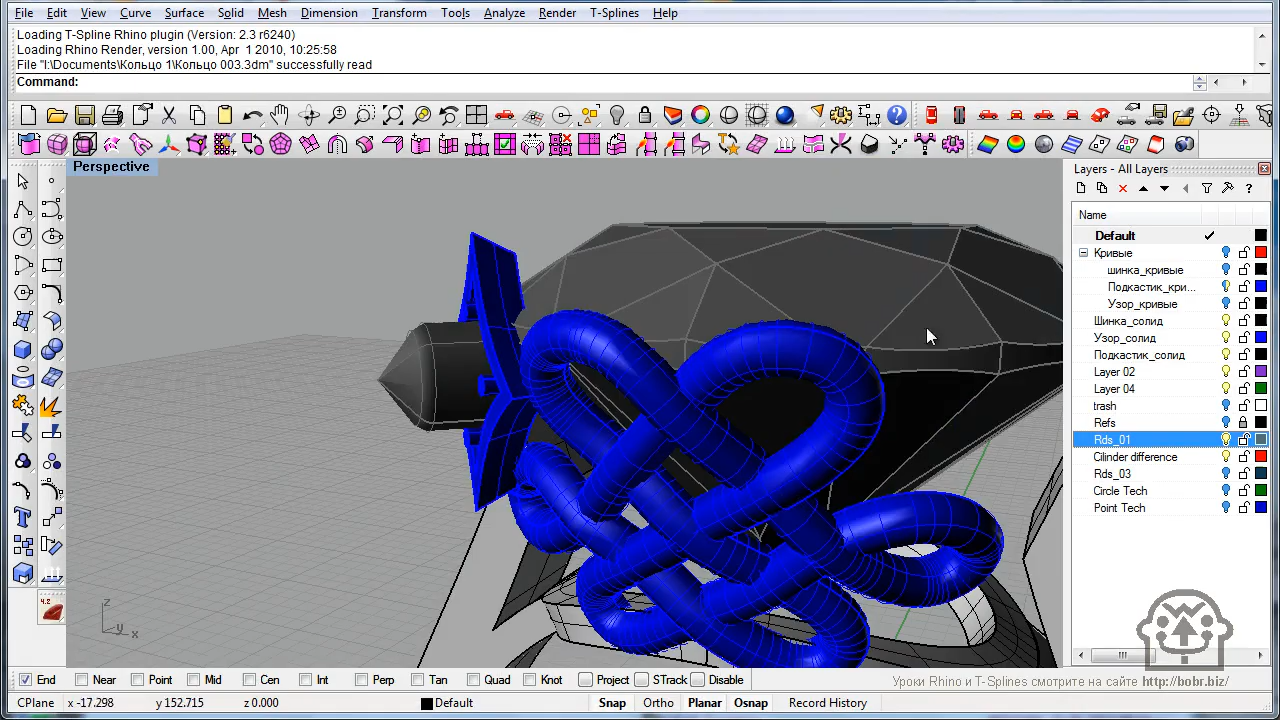 File Edit View Curve Surface Solid Mesh Dimension Transform Tools Analyze Render T-Splines Help
Loading T-Spline Rhino plugin (Version: 2.3 r6240)
Loading Rhino Render, version 1.00, Apr 1 2010, 10:25:58
File "I:\Documents\Кольцо 1\Кольцо 003.3dm" successfully read
Command:
Perspective
Layers - All Layers
Name
Default
Кривые
шинка_кривые
Подкастик_кри...
Узор_кривые
Шинка_солид
Узор_солид
Подкастик_солид
Layer 02
Layer 04
trash
Refs
Rds_01
Cilinder difference
Rds_03
Circle Tech
Point Tech
4.2
z
y
x
End Near Point Mid Cen Int Perp Tan Quad Knot Project STrack Disable
Уроки Rhino и T-Splines смотрите на сайте http://bobr.biz/
CPlane x -17.298 y 152.715 z 0.000 Default Snap Ortho Planar Osnap Record History